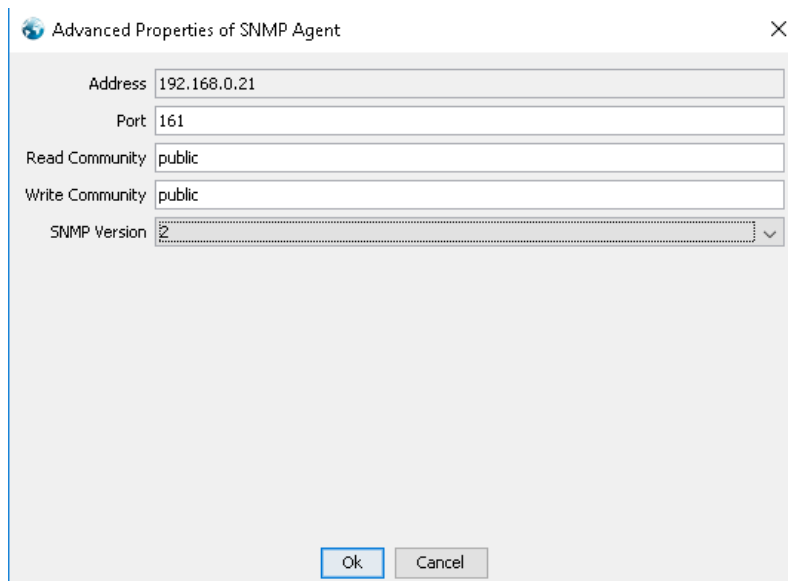 Advanced Properties of SNMP Agent
Address 192.168.0.21
Port 161
Read Community public
Write Community public
SNMP Version 2
Ok Cancel